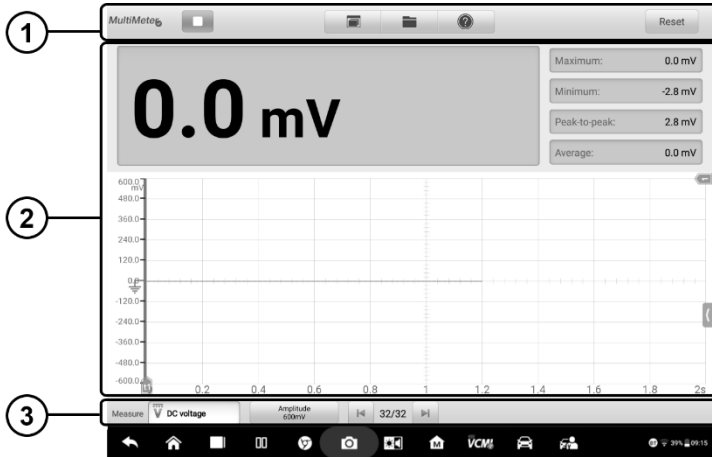 1
MultiMeter
Reset
2
0.0 mV
Maximum: 0.0 mV
Minimum: -2.8 mV
Peak-to-peak: 2.8 mV
Average: 0.0 mV
600.0
mV
480.0
360.0
240.0
120.0
0.0
-120.0
-240.0
-360.0
-480.0
-600.0
0.2 0.4 0.6 0.8 1 1.2 1.4 1.6 1.8 2s
3
Measure DC voltage Amplitude
600mV
32/32
VCMI
39% 09:15